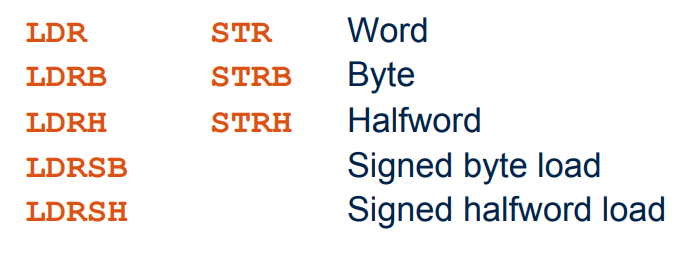 LDR STR Word
LDRB STRB Byte
LDRH STRH Halfword
LDRSB Signed byte load
LDRSH Signed halfword load